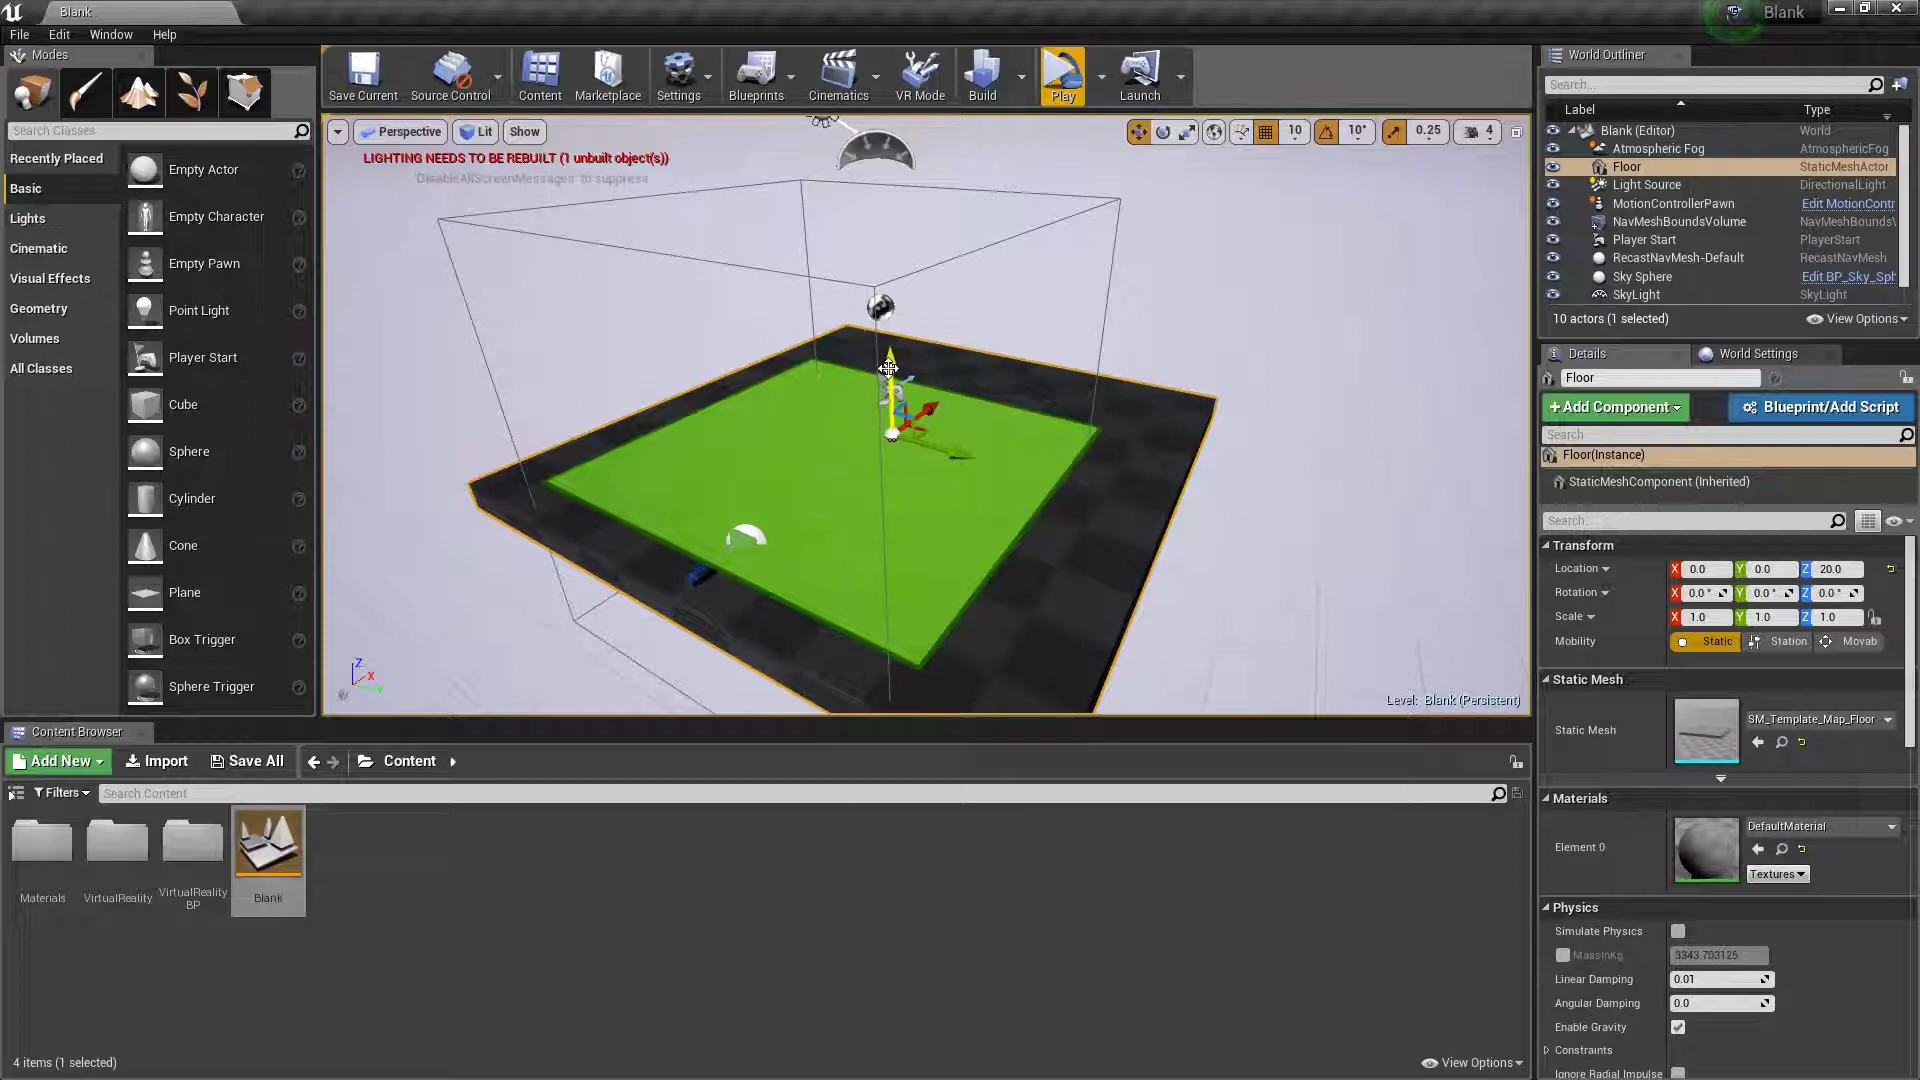 Blank
Blank
File Edit Window Help
Modes
Save Current
Source Control
Content
Marketplace
Settings
Blueprints
Cinematics
VR Mode
Build
Play
Launch
Search Classes
Recently Placed
Basic
Lights
Cinematic
Visual Effects
Geometry
Volumes
All Classes
Empty Actor
Empty Character
Empty Pawn
Point Light
Player Start
Cube
Sphere
Cylinder
Cone
Plane
Box Trigger
Sphere Trigger
Perspective Lit Show
10 10° 0.25 4
LIGHTING NEEDS TO BE REBUILT (1 unbuilt object(s))
'DisableAllScreenMessages' to suppress
Z
X
Y
Level: Blank (Persistent)
World Outliner
Search...
Label Type
Blank (Editor) World
Atmospheric Fog AtmosphericFog
Floor StaticMeshActor
Light Source DirectionalLight
MotionControllerPawn Edit MotionContr
NavMeshBoundsVolume NavMeshBoundsV
Player Start PlayerStart
RecastNavMesh-Default RecastNavMesh
Sky Sphere Edit BP_Sky_Sph
SkyLight SkyLight
10 actors (1 selected) View Options
Details World Settings
Floor
+ Add Component Blueprint/Add Script
Search
Floor(Instance)
StaticMeshComponent (Inherited)
Search
Transform
Location X 0.0 Y 0.0 Z 20.0
Rotation X 0.0 ° Y 0.0 ° Z 0.0 °
Scale X 1.0 Y 1.0 Z 1.0
Mobility Static Station Movab
Static Mesh
Static Mesh SM_Template_Map_Floor
Materials
Element 0 DefaultMaterial
Textures
Physics
Simulate Physics
MassInKg 3343.703125
Linear Damping 0.01
Angular Damping 0.0
Enable Gravity
Constraints
Ignore Radial Impulse
Content Browser
Add New Import Save All Content
Filters Search Content
Materials
VirtualReality
VirtualReality
BP
Blank
4 items (1 selected) View Options